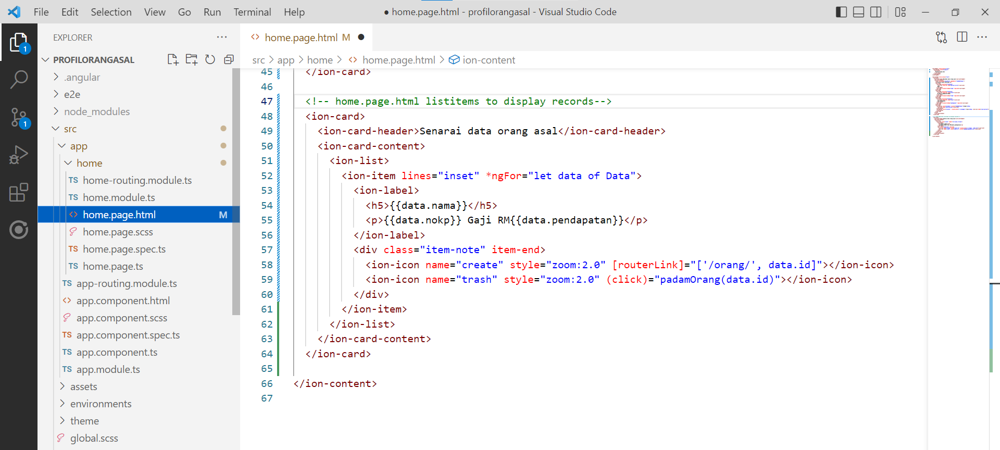 File Edit Selection View Go Run Terminal Help
● home.page.html - profilorangasal - Visual Studio Code
EXPLORER
1
1
PROFILORANGASAL
.angular
e2e
node_modules
src
app
home
TS home-routing.module.ts
TS home.module.ts
<> home.page.html M
home.page.scss
TS home.page.spec.ts
TS home.page.ts
TS app-routing.module.ts
<> app.component.html
app.component.scss
TS app.component.spec.ts
TS app.component.ts
TS app.module.ts
assets
environments
theme
global.scss
<> home.page.html M ●
src > app > home > <> home.page.html > ion-content
45 </ion-card>
46
47 <!-- home.page.html listitems to display records-->
48 <ion-card>
49 <ion-card-header>Senarai data orang asal</ion-card-header>
50 <ion-card-content>
51 <ion-list>
52 <ion-item lines="inset" *ngFor="let data of Data">
53 <ion-label>
54 <h5>{{data.nama}}</h5>
55 <p>{{data.nokp}} Gaji RM{{data.pendapatan}}</p>
56 </ion-label>
57 <div class="item-note" item-end>
58 <ion-icon name="create" style="zoom:2.0" [routerLink]="['/orang/', data.id]"></ion-icon>
59 <ion-icon name="trash" style="zoom:2.0" (click)="padamOrang(data.id)"></ion-icon>
60 </div>
61 </ion-item>
62 </ion-list>
63 </ion-card-content>
64 </ion-card>
65
66 </ion-content>
67